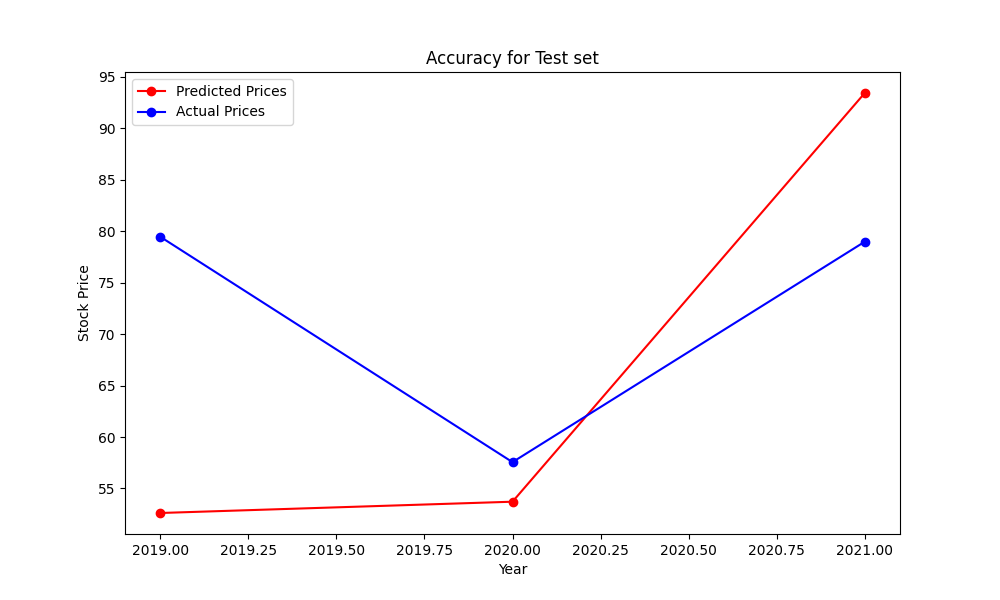 Accuracy for Test set
Predicted Prices
Actual Prices
95
90
85
80
75
70
65
60
55
Stock Price
2019.00 2019.25 2019.50 2019.75 2020.00 2020.25 2020.50 2020.75 2021.00
Year